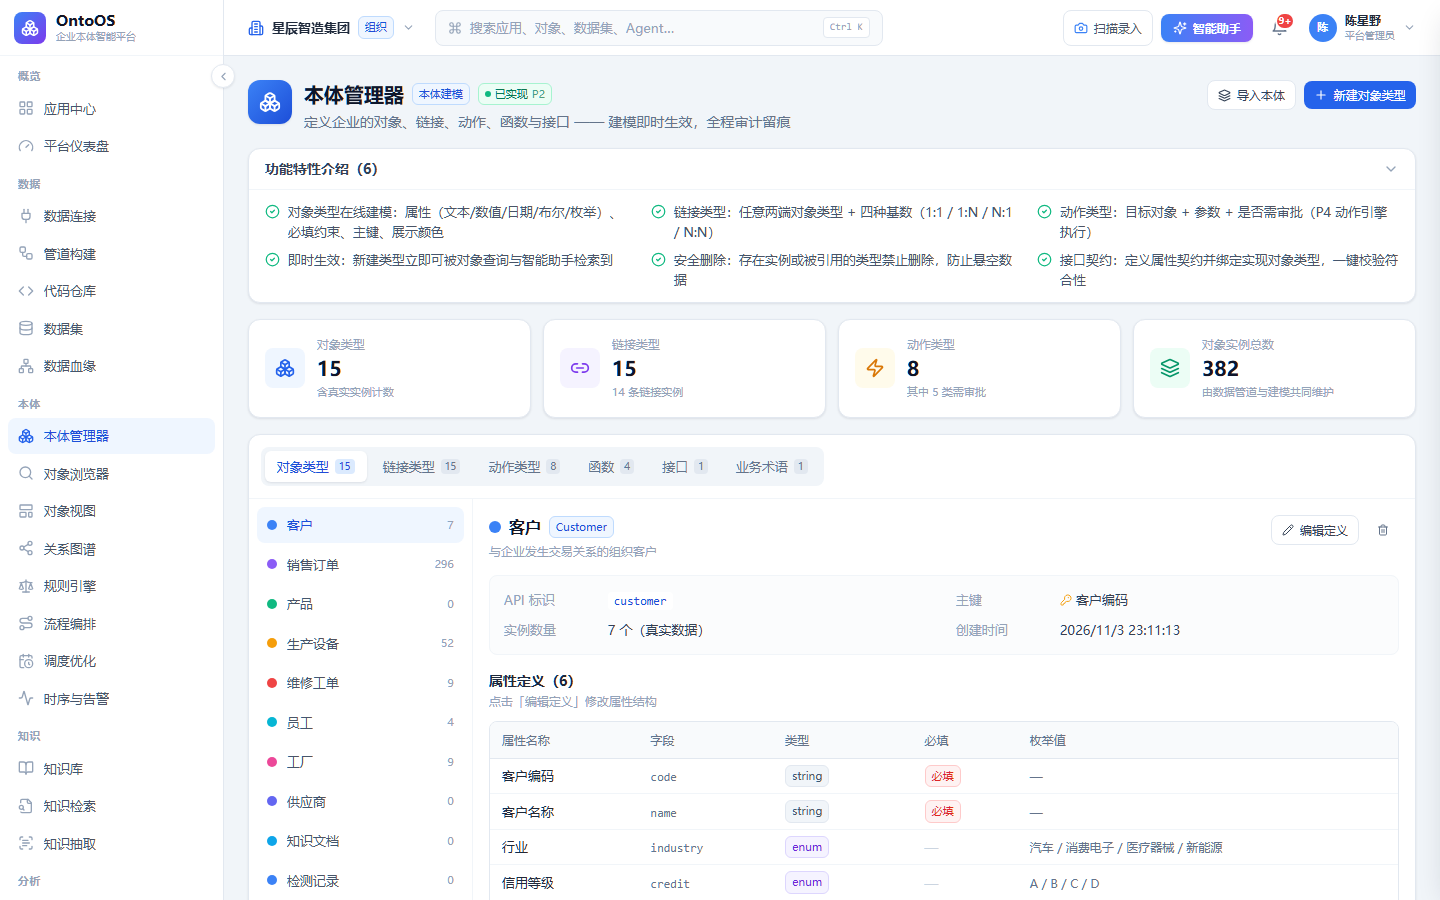 OntoOS
企业本体智能平台
星辰智造集团 组织
搜索应用、对象、数据集、Agent... Ctrl K
扫描录入
智能助手
9+
陈
陈星野
平台管理员
概览
应用中心
平台仪表盘
数据
数据连接
管道构建
代码仓库
数据集
数据血缘
本体
本体管理器
对象浏览器
对象视图
关系图谱
规则引擎
流程编排
调度优化
时序与告警
知识
知识库
知识检索
知识抽取
分析
本体管理器 本体建模 已实现 P2
定义企业的对象、链接、动作、函数与接口 —— 建模即时生效，全程审计留痕
导入本体
新建对象类型
功能特性介绍（6）
对象类型在线建模：属性（文本/数值/日期/布尔/枚举）、
必填约束、主键、展示颜色
链接类型：任意两端对象类型 + 四种基数（1:1 / 1:N / N:1
/ N:N）
动作类型：目标对象 + 参数 + 是否需审批（P4 动作引擎
执行）
即时生效：新建类型立即可被对象查询与智能助手检索到
安全删除：存在实例或被引用的类型禁止删除，防止悬空数
据
接口契约：定义属性契约并绑定实现对象类型，一键校验符
合性
对象类型
15
含真实实例计数
链接类型
15
14 条链接实例
动作类型
8
其中 5 类需审批
对象实例总数
382
由数据管道与建模共同维护
对象类型 15 链接类型 15 动作类型 8 函数 4 接口 1 业务术语 1
客户 7
销售订单 296
产品 0
生产设备 52
维修工单 9
员工 4
工厂 9
供应商 0
知识文档 0
检测记录 0
客户 Customer
与企业发生交易关系的组织客户
编辑定义
API 标识 customer 主键 客户编码
实例数量 7 个（真实数据） 创建时间 2026/11/3 23:11:13
属性定义（6）
点击「编辑定义」修改属性结构
属性名称 字段 类型 必填 枚举值
客户编码 code string 必填 —
客户名称 name string 必填 —
行业 industry enum — 汽车 / 消费电子 / 医疗器械 / 新能源
信用等级 credit enum — A / B / C / D